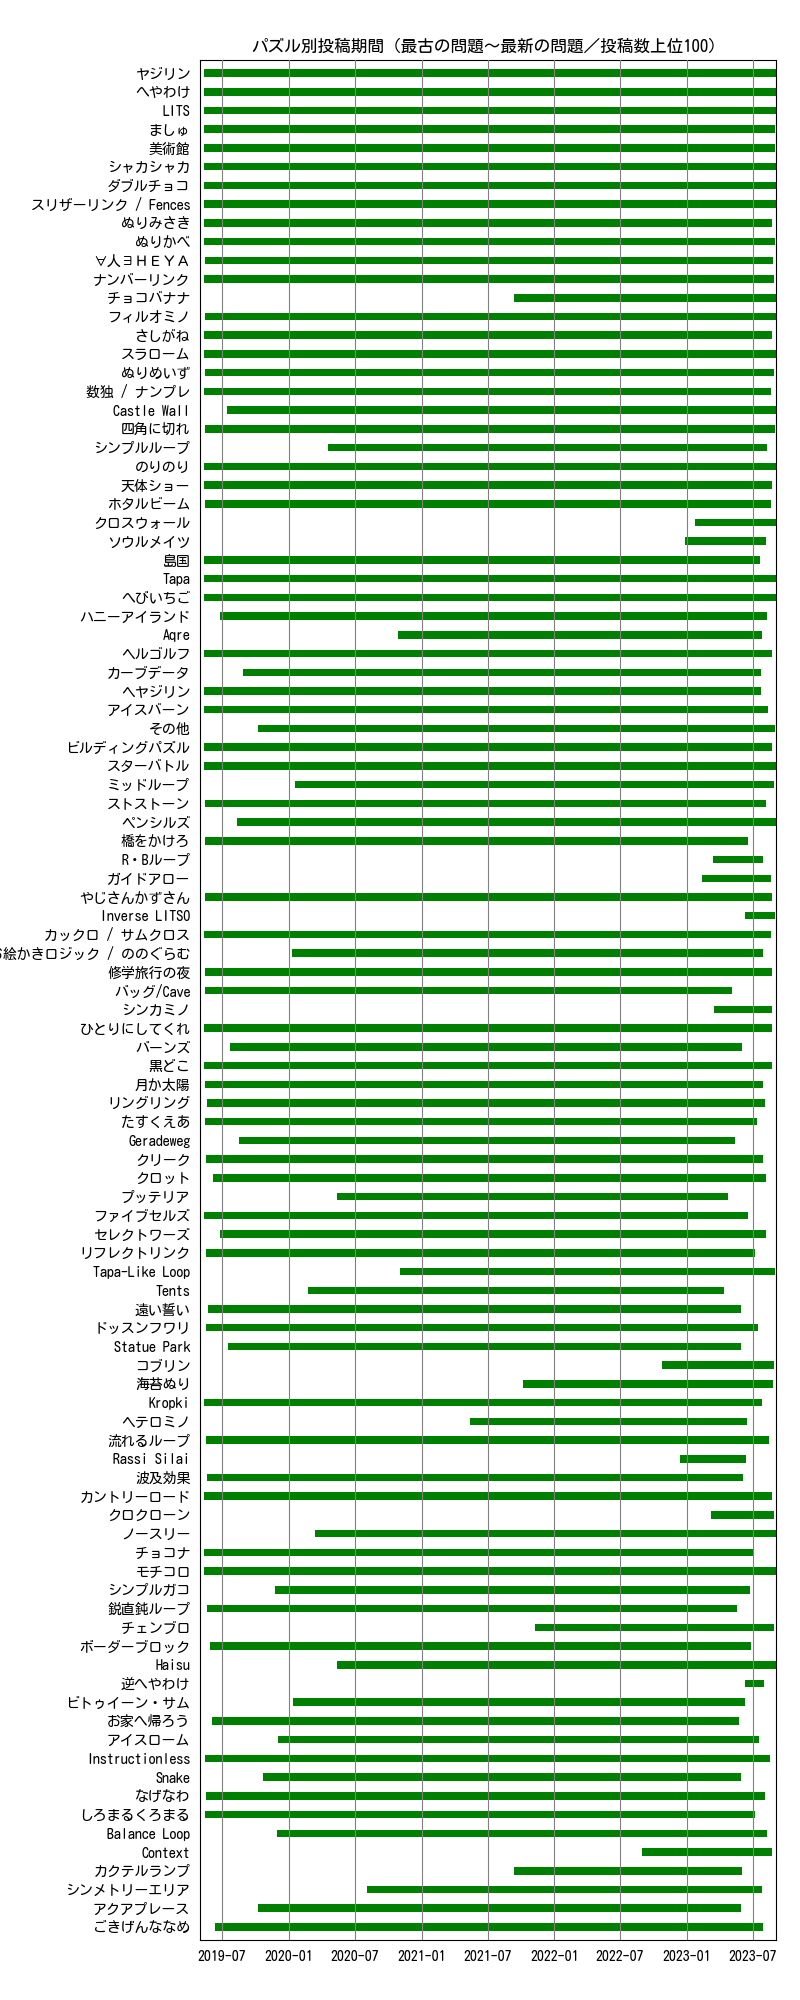 パズル別投稿期間（最古の問題～最新の問題／投稿数上位100）
ヤジリン
へやわけ
LITS
ましゅ
美術館
シャカシャカ
ダブルチョコ
スリザーリンク / Fences
ぬりみさき
ぬりかべ
∀人∃ＨＥＹＡ
ナンバーリンク
チョコバナナ
フィルオミノ
さしがね
スラローム
ぬりめいず
数独 / ナンプレ
Castle Wall
四角に切れ
シンプルループ
のりのり
天体ショー
ホタルビーム
クロスウォール
ソウルメイツ
島国
Tapa
へびいちご
ハニーアイランド
Aqre
ヘルゴルフ
カーブデータ
ヘヤジリン
アイスバーン
その他
ビルディングパズル
スターバトル
ミッドループ
ストストーン
ペンシルズ
橋をかけろ
R・Bループ
ガイドアロー
やじさんかずさん
Inverse LITSO
カックロ / サムクロス
絵かきロジック / ののぐらむ
修学旅行の夜
バッグ/Cave
シンカミノ
ひとりにしてくれ
バーンズ
黒どこ
月か太陽
リングリング
たすくえあ
Geradeweg
クリーク
クロット
プッテリア
ファイブセルズ
セレクトワーズ
リフレクトリンク
Tapa-Like Loop
Tents
遠い誓い
ドッスンフワリ
Statue Park
コブリン
海苔ぬり
Kropki
ヘテロミノ
流れるループ
Rassi Silai
波及効果
カントリーロード
クロクローン
ノースリー
チョコナ
モチコロ
シンプルガコ
鋭直鈍ループ
チェンブロ
ボーダーブロック
Haisu
逆へやわけ
ビトゥイーン・サム
お家へ帰ろう
アイスローム
Instructionless
Snake
なげなわ
しろまるくろまる
Balance Loop
Context
カクテルランプ
シンメトリーエリア
アクアプレース
ごきげんななめ
2019-07 2020-01 2020-07 2021-01 2021-07 2022-01 2022-07 2023-01 2023-07